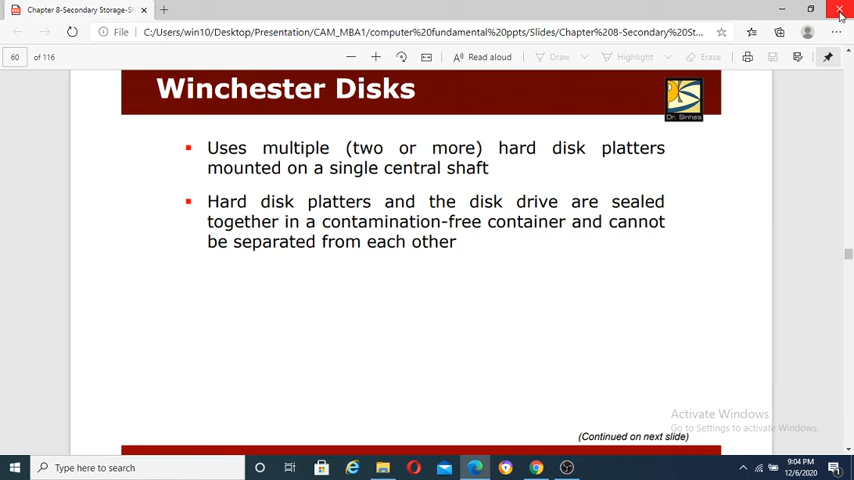 Chapter 8-Secondary Storage-Sl
File
C:/Users/win10/Desktop/Presentation/CAM_MBA1/computer%20fundamental%20ppts/Slides/Chapter%208-Secondary%20St...
60 of 116
Read aloud
Draw
Highlight
Erase
Winchester Disks
Dr. Sinha's
Uses multiple (two or more) hard disk platters
mounted on a single central shaft
Hard disk platters and the disk drive are sealed
together in a contamination-free container and cannot
be separated from each other
Activate Windows
Go to Settings to activate Windows.
(Continued on next slide)
Type here to search
9:04 PM
12/6/2020